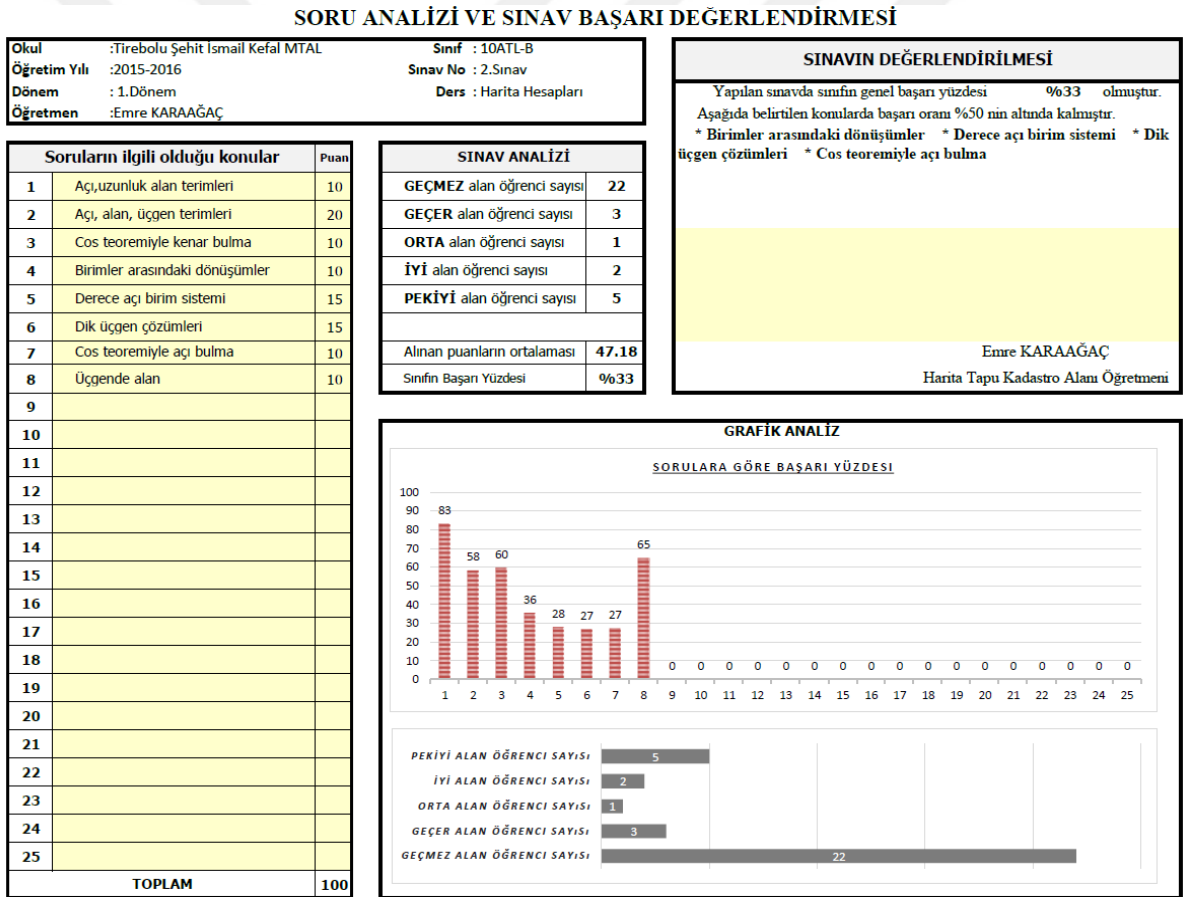 SORU ANALİZİ VE SINAV BAŞARI DEĞERLENDİRMESİ
Okul :Tirebolu Şehit İsmail Kefal MTAL Sınıf : 10ATL-B
Öğretim Yılı :2015-2016 Sınav No : 2.Sınav
Dönem : 1.Dönem Ders : Harita Hesapları
Öğretmen :Emre KARAAĞAÇ
SINAVIN DEĞERLENDİRİLMESİ
Yapılan sınavda sınıfın genel başarı yüzdesi %33 olmuştur.
Aşağıda belirtilen konularda başarı oranı %50 nin altında kalmıştır.
* Birimler arasındaki dönüşümler * Derece açı birim sistemi * Dik
üçgen çözümleri * Cos teoremiyle açı bulma
Emre KARAAĞAÇ
Harita Tapu Kadastro Alanı Öğretmeni
Soruların ilgili olduğu konular Puan
1 Açı,uzunluk alan terimleri 10
2 Açı, alan, üçgen terimleri 20
3 Cos teoremiyle kenar bulma 10
4 Birimler arasındaki dönüşümler 10
5 Derece açı birim sistemi 15
6 Dik üçgen çözümleri 15
7 Cos teoremiyle açı bulma 10
8 Üçgende alan 10
9
10
11
12
13
14
15
16
17
18
19
20
21
22
23
24
25
TOPLAM 100
SINAV ANALİZİ
GEÇMEZ alan öğrenci sayısı 22
GEÇER alan öğrenci sayısı 3
ORTA alan öğrenci sayısı 1
İYİ alan öğrenci sayısı 2
PEKİYİ alan öğrenci sayısı 5
Alınan puanların ortalaması 47.18
Sınıfın Başarı Yüzdesi %33
GRAFİK ANALİZ
SORULARA GÖRE BAŞARI YÜZDESI
100
90
80
70
60
50
40
30
20
10
0
83 58 60 36 28 27 27 65 0 0 0 0 0 0 0 0 0 0 0 0 0 0 0 0 0
1 2 3 4 5 6 7 8 9 10 11 12 13 14 15 16 17 18 19 20 21 22 23 24 25
PEKİYİ ALAN ÖĞRENCI SAYıSı 5
İYİ ALAN ÖĞRENCI SAYıSı 2
ORTA ALAN ÖĞRENCI SAYıSı 1
GEÇER ALAN ÖĞRENCI SAYıSı 3
GEÇMEZ ALAN ÖĞRENCI SAYıSı 22